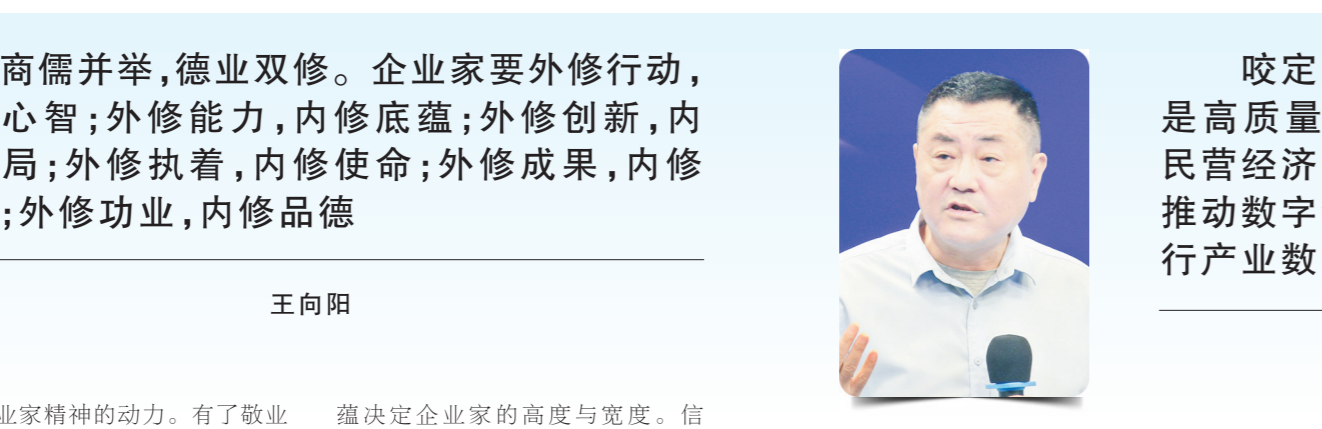 商儒并举,德业双修。企业家要外修行动,
心智;外修能力,内修底蕴;外修创新,内
局;外修执着,内修使命;外修成果,内修
;外修功业,内修品德
王向阳
业家精神的动力。有了敬业
蕴决定企业家的高度与宽度。信
咬定
是高质量
民营经济
推动数字
行产业数